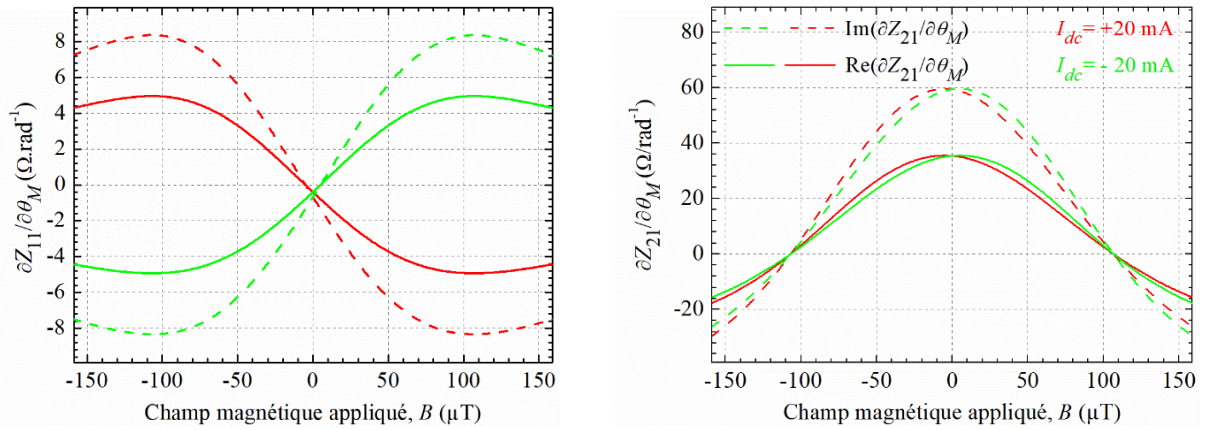 8
6
4
2
0
-2
-4
-6
-8
∂Z11/∂θM (Ω.rad-1)
-150 -100 -50 0 50 100 150
Champ magnétique appliqué, B (µT)
80
60
40
20
0
-20
∂Z21/∂θM (Ω/rad-1)
Im(∂Z21/∂θM) Idc= +20 mA
Re(∂Z21/∂θM) Idc= - 20 mA
-150 -100 -50 0 50 100 150
Champ magnétique appliqué, B (µT)